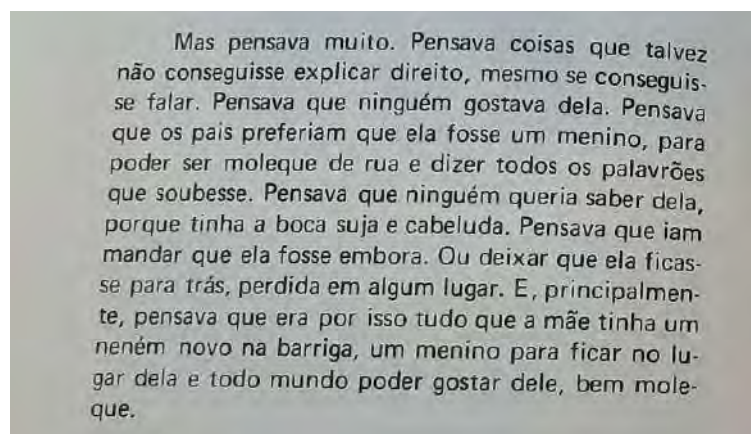 Mas pensava muito. Pensava coisas que talvez
não conseguisse explicar direito, mesmo se conseguis-
se falar. Pensava que ninguém gostava dela. Pensava
que os pais preferiam que ela fosse um menino, para
poder ser moleque de rua e dizer todos os palavrões
que soubesse. Pensava que ninguém queria saber dela,
porque tinha a boca suja e cabeluda. Pensava que iam
mandar que ela fosse embora. Ou deixar que ela ficas-
se para trás, perdida em algum lugar. E, principalmen-
te, pensava que era por isso tudo que a mãe tinha um
neném novo na barriga, um menino para ficar no lu-
gar dela e todo mundo poder gostar dele, bem mole-
que.